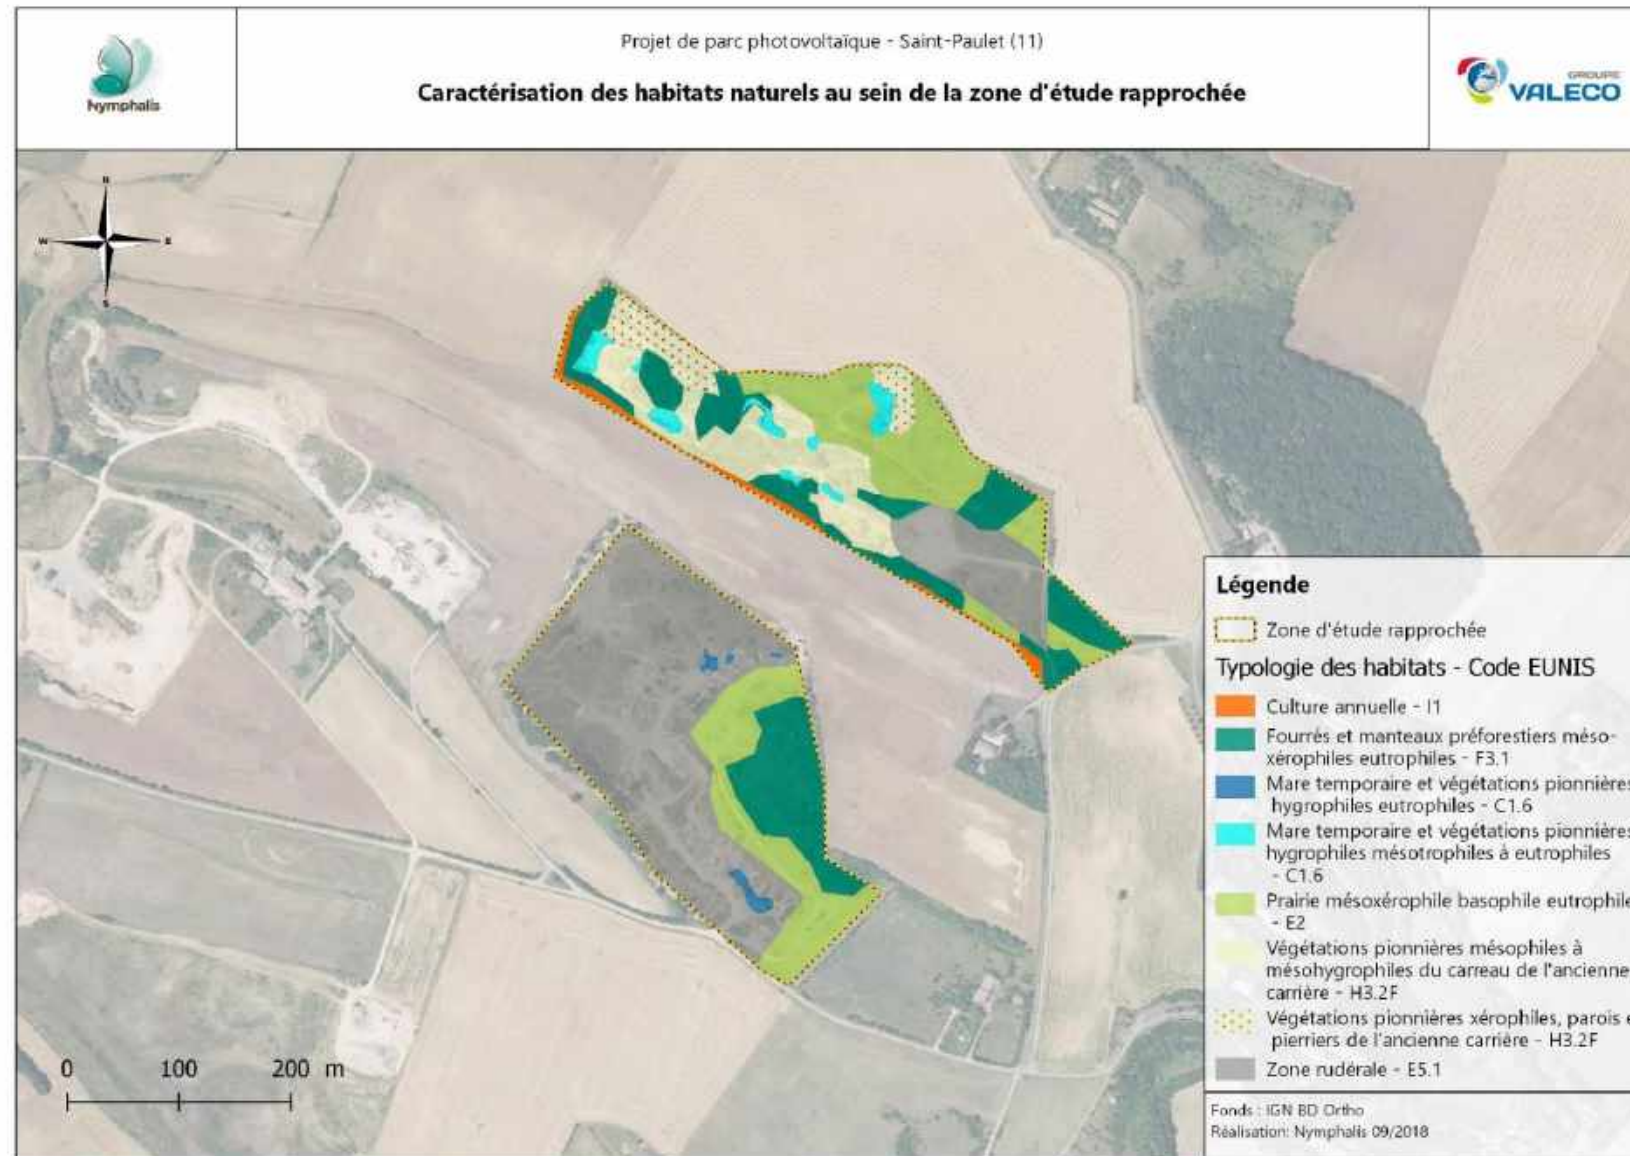 Projet de parc photovoltaïque - Saint-Paulet (11)
Caractérisation des habitats naturels au sein de la zone d'étude rapprochée
Nymphalis
GROUPE
VALECO
N
W
E
S
Légende
Zone d'étude rapprochée
Typologie des habitats - Code EUNIS
Culture annuelle - I1
Fourrés et manteaux préforestiers méso-
xérophiles eutrophiles - F3.1
Mare temporaire et végétations pionnières
hygrophiles eutrophiles - C1.6
Mare temporaire et végétations pionnières
hygrophiles mésotrophiles à eutrophiles
- C1.6
Prairie mésoxérophile basophile eutrophile
- E2
Végétations pionnières mésophiles à
mésohygrophiles du carreau de l'ancienne
carrière - H3.2F
Végétations pionnières xérophiles, parois e
pierriers de l'ancienne carrière - H3.2F
Zone rudérale - E5.1
0 100 200 m
Fonds : IGN BD Ortho
Réalisation: Nymphalis 09/2018